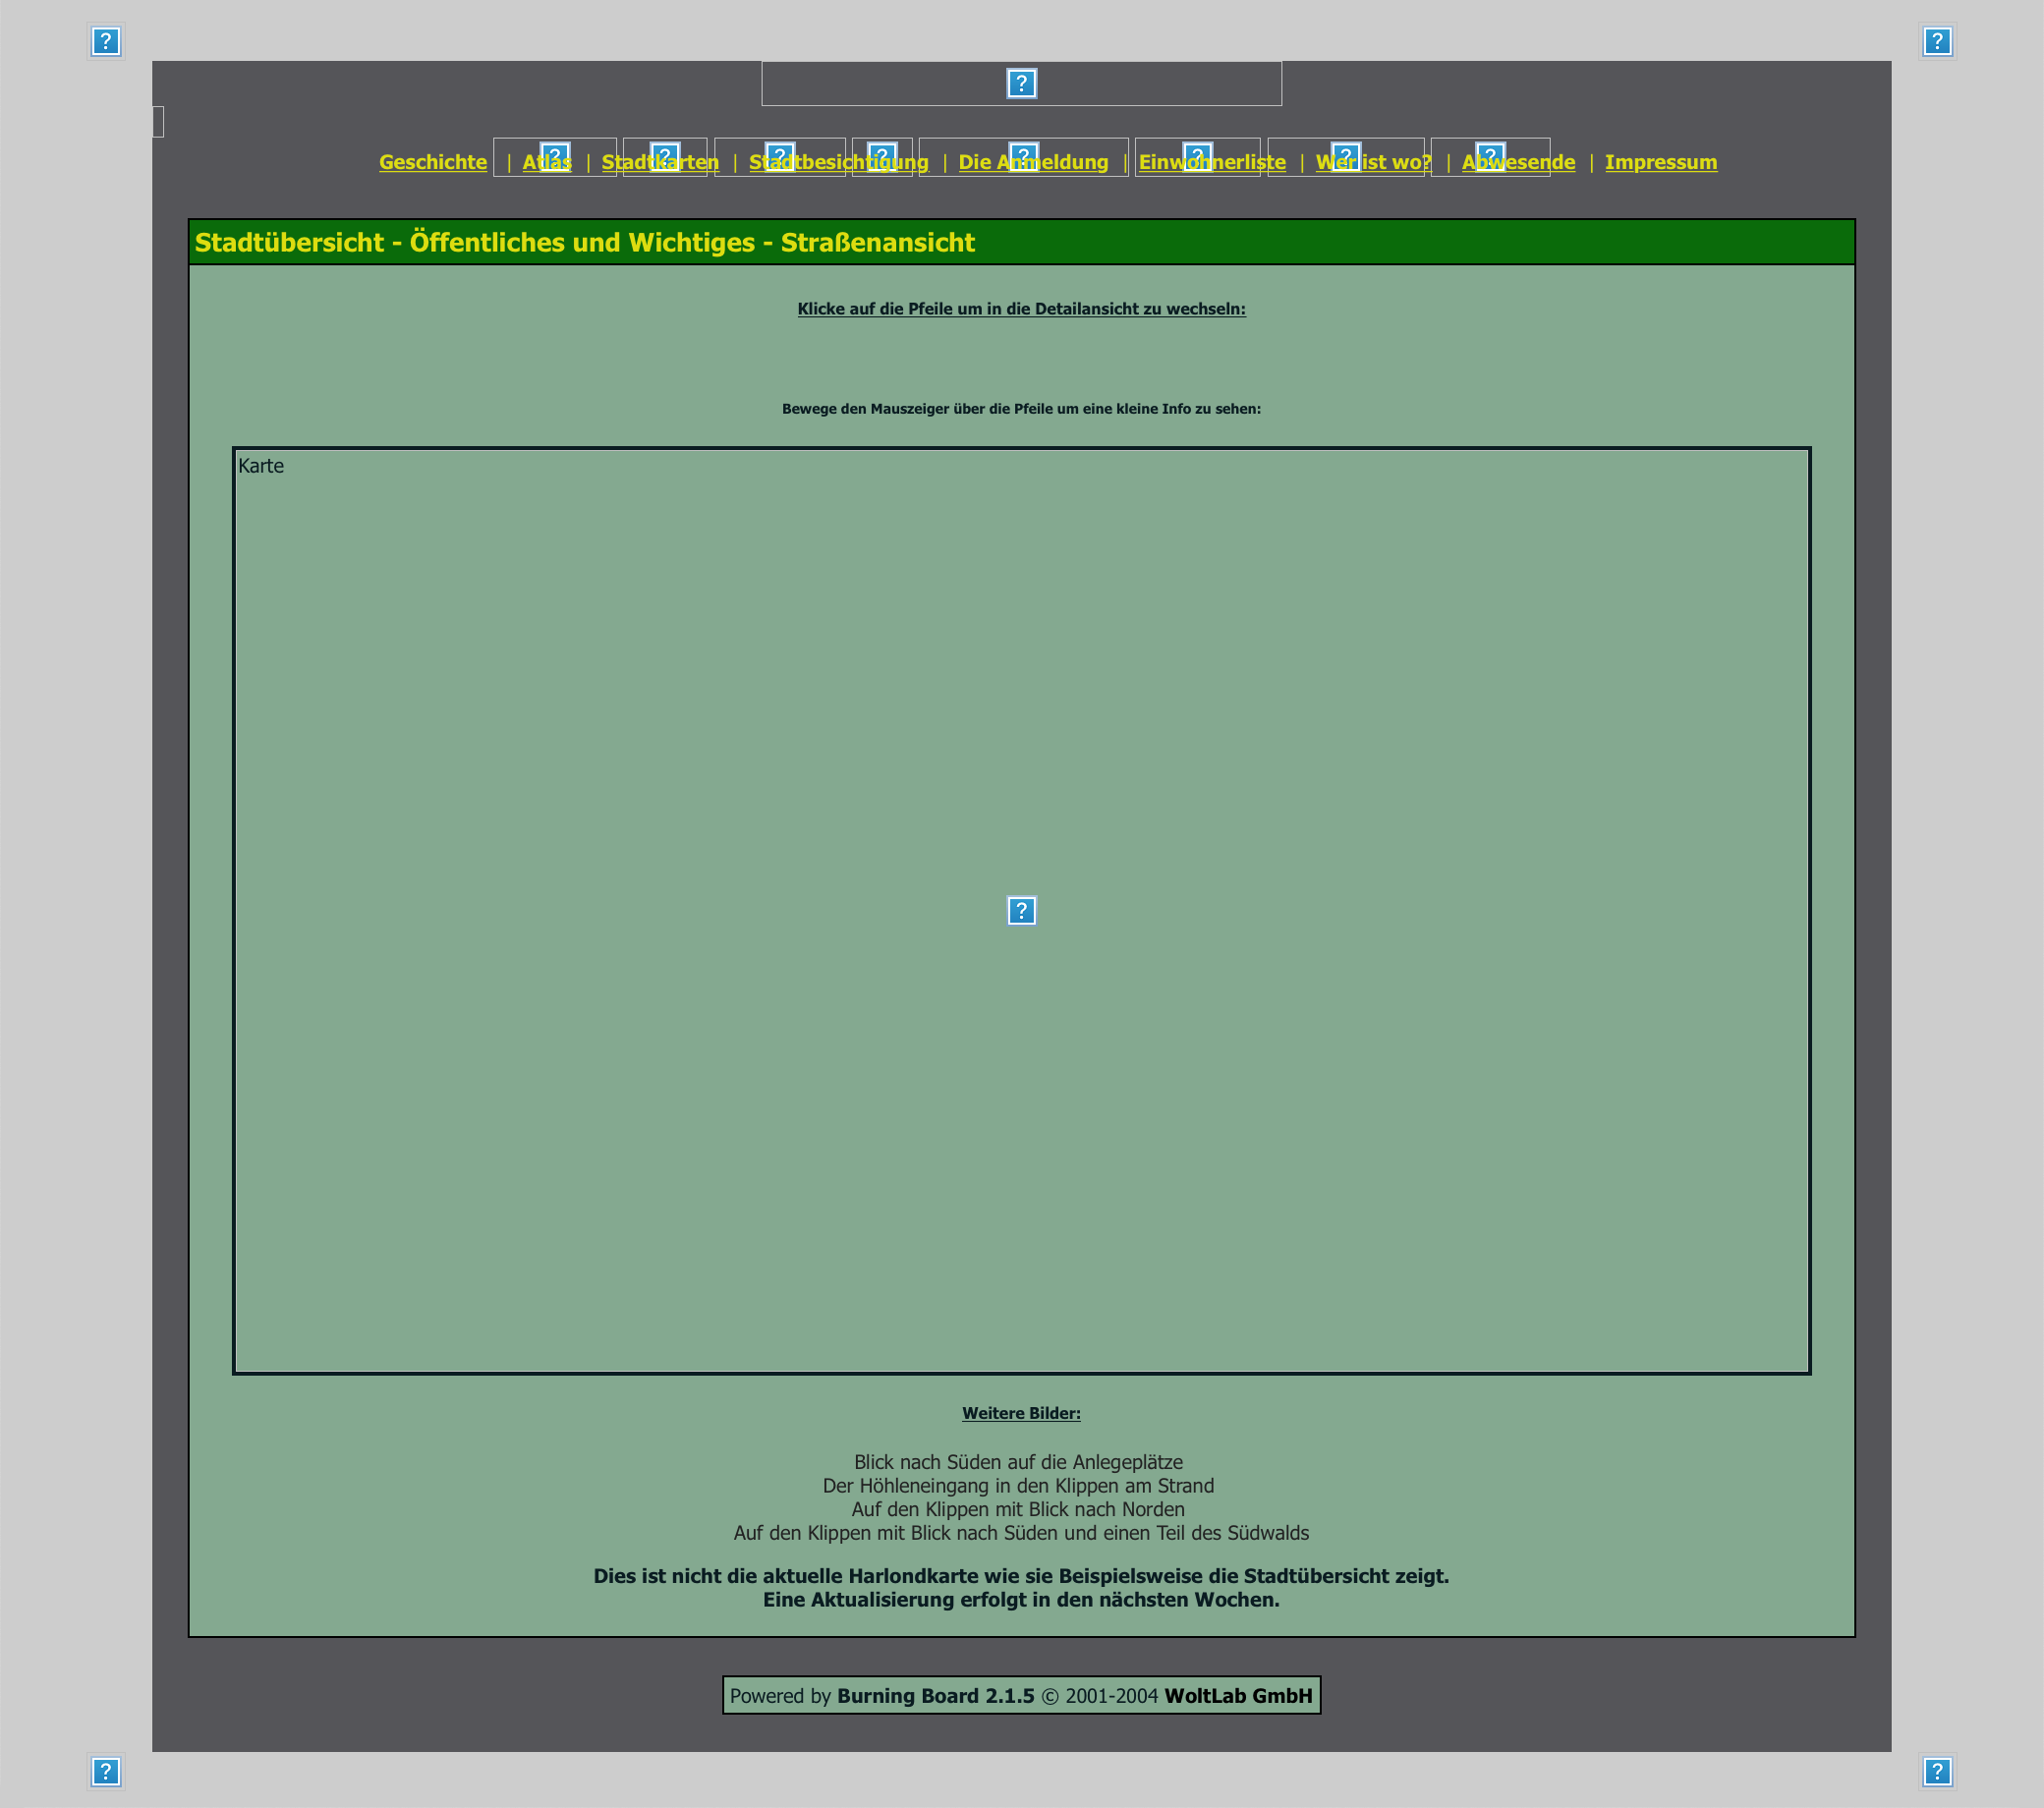 Geschichte | Atlas | Stadtkarten | Stadtbesichtigung | Die Anmeldung | Einwohnerliste | Wer ist wo? | Abwesende | Impressum
Stadtübersicht - Öffentliches und Wichtiges - Straßenansicht
Klicke auf die Pfeile um in die Detailansicht zu wechseln:
Bewege den Mauszeiger über die Pfeile um eine kleine Info zu sehen:
Karte
Weitere Bilder:
Blick nach Süden auf die Anlegeplätze
Der Höhleneingang in den Klippen am Strand
Auf den Klippen mit Blick nach Norden
Auf den Klippen mit Blick nach Süden und einen Teil des Südwalds
Dies ist nicht die aktuelle Harlondkarte wie sie Beispielsweise die Stadtübersicht zeigt.
Eine Aktualisierung erfolgt in den nächsten Wochen.
Powered by Burning Board 2.1.5 © 2001-2004 WoltLab GmbH